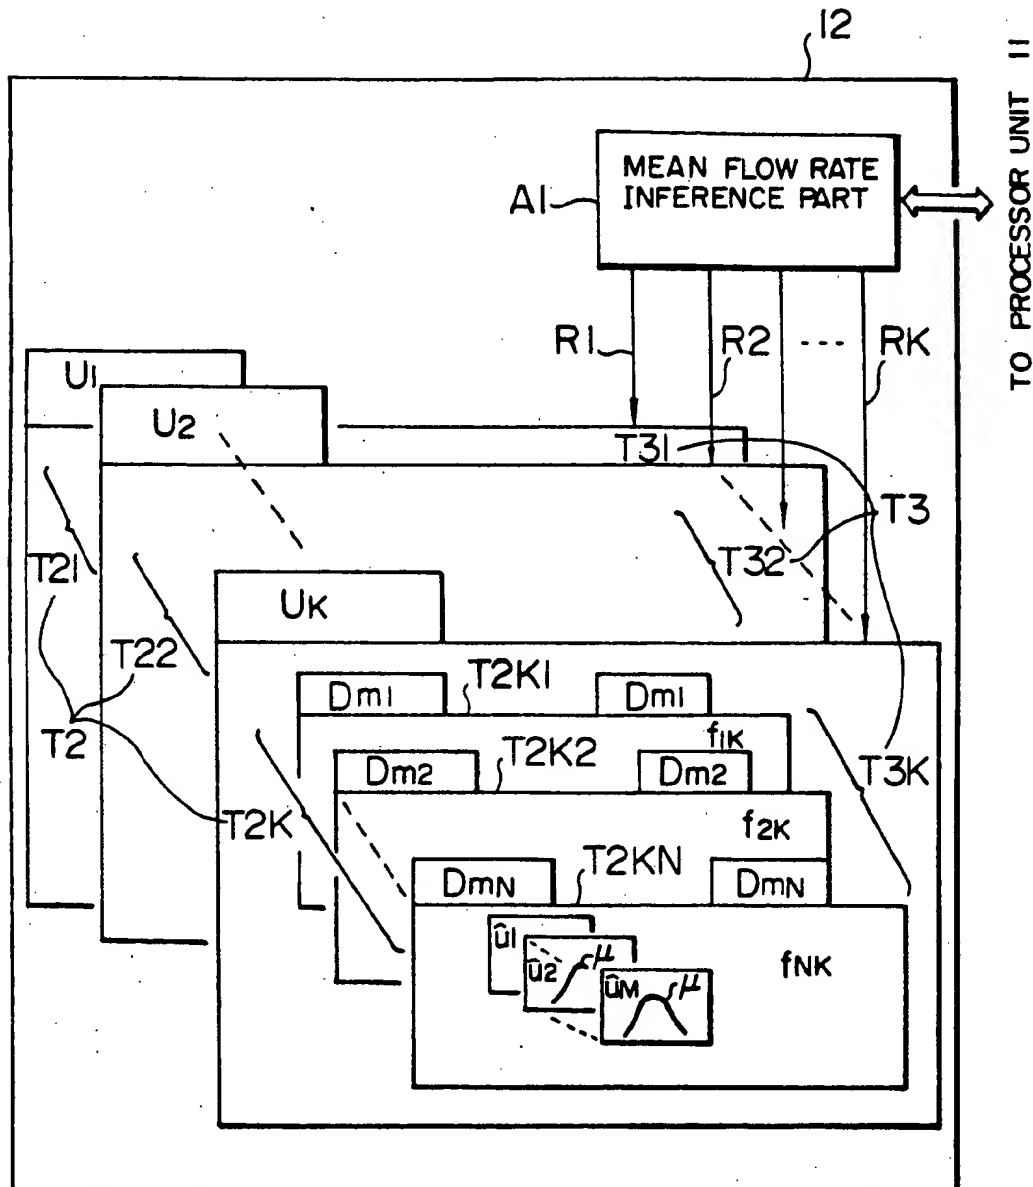 12
TO PROCESSOR UNIT 11
MEAN FLOW RATE
INFERENCE PART
A1
R1
R2
---
RK
U1
U2
T31
T3
T21
T32
UK
T22
T2
T2K1
Dm1
Dm1
f1K
T2K2
T3K
Dm2
Dm2
T2K
f2K
T2KN
DmN
DmN
û1
μ
û2
fNK
ûM
μ